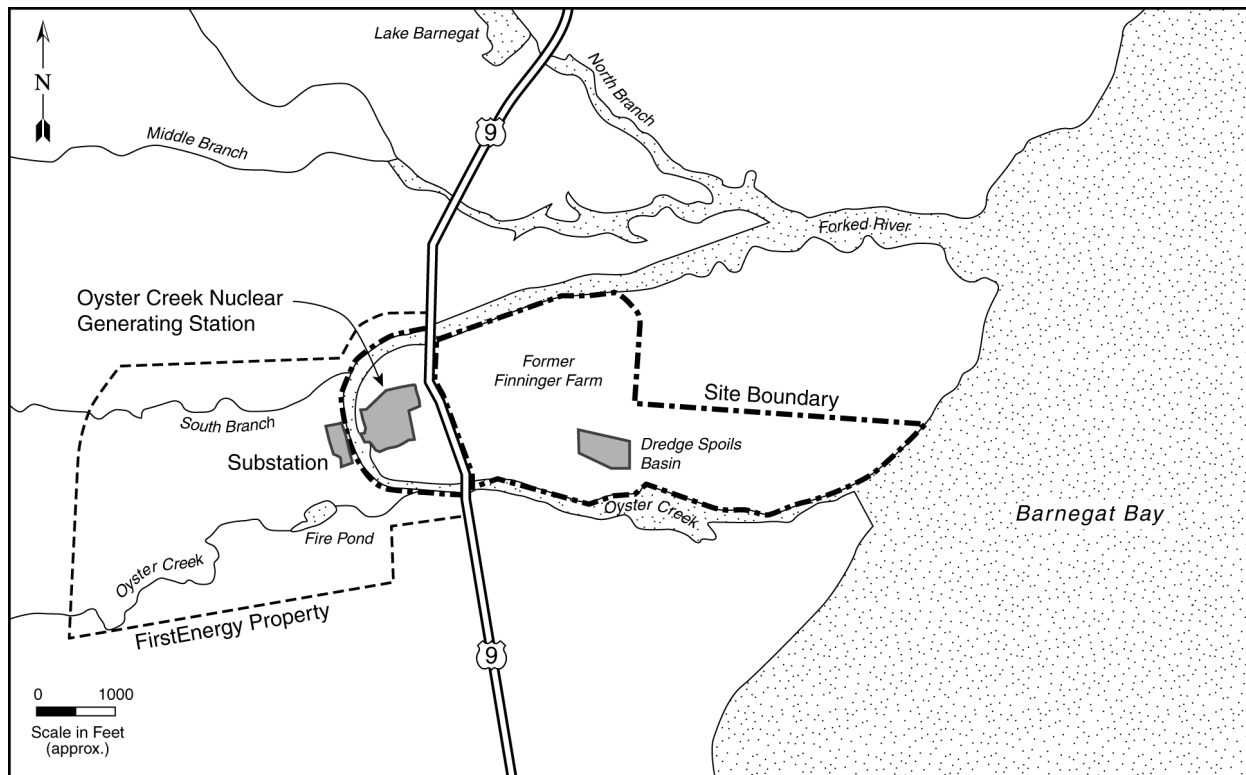 Lake Barnegat
N
North Branch
9
Middle Branch
Forked River
Oyster Creek Nuclear
Generating Station
Former
Finninger Farm
Site Boundary
South Branch
Substation
Dredge Spoils
Basin
Oyster Creek
Barnegat Bay
Fire Pond
Oyster Creek
FirstEnergy Property
9
0 1000
Scale in Feet
(approx.)